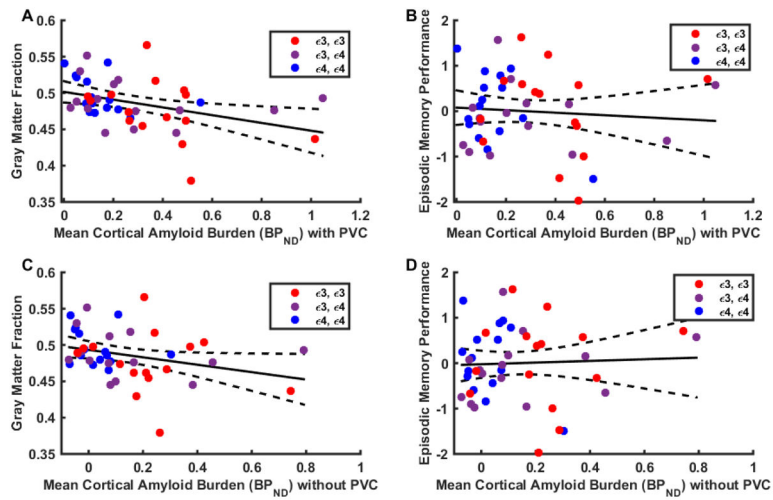 A
0.6
0.55
0.5
0.45
0.4
0.35
Gray Matter Fraction
ϵ3, ϵ3
ϵ3, ϵ4
ϵ4, ϵ4
0 0.2 0.4 0.6 0.8 1 1.2
Mean Cortical Amyloid Burden (BP_ND) with PVC
B
2
1
0
-1
-2
Episodic Memory Performance
ϵ3, ϵ3
ϵ3, ϵ4
ϵ4, ϵ4
0 0.2 0.4 0.6 0.8 1 1.2
Mean Cortical Amyloid Burden (BP_ND) with PVC
C
0.6
0.55
0.5
0.45
0.4
0.35
Gray Matter Fraction
ϵ3, ϵ3
ϵ3, ϵ4
ϵ4, ϵ4
0 0.2 0.4 0.6 0.8 1
Mean Cortical Amyloid Burden (BP_ND) without PVC
D
2
1
0
-1
-2
Episodic Memory Performance
ϵ3, ϵ3
ϵ3, ϵ4
ϵ4, ϵ4
0 0.2 0.4 0.6 0.8 1
Mean Cortical Amyloid Burden (BP_ND) without PVC